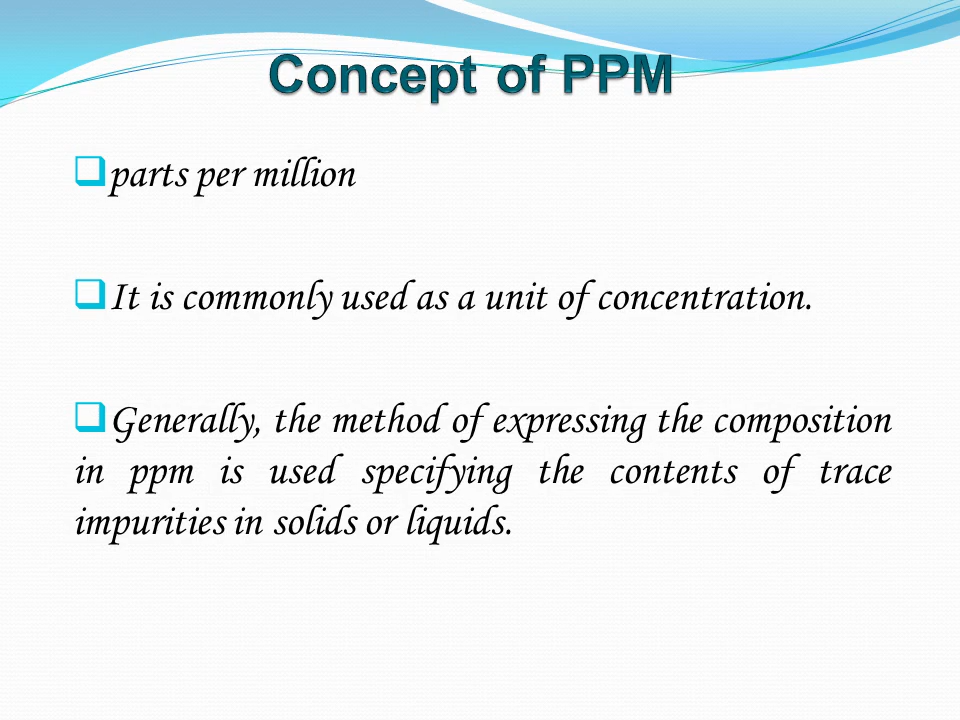 Concept of PPM
parts per million
It is commonly used as a unit of concentration.
Generally, the method of expressing the composition
in ppm is used specifying the contents of trace
impurities in solids or liquids.